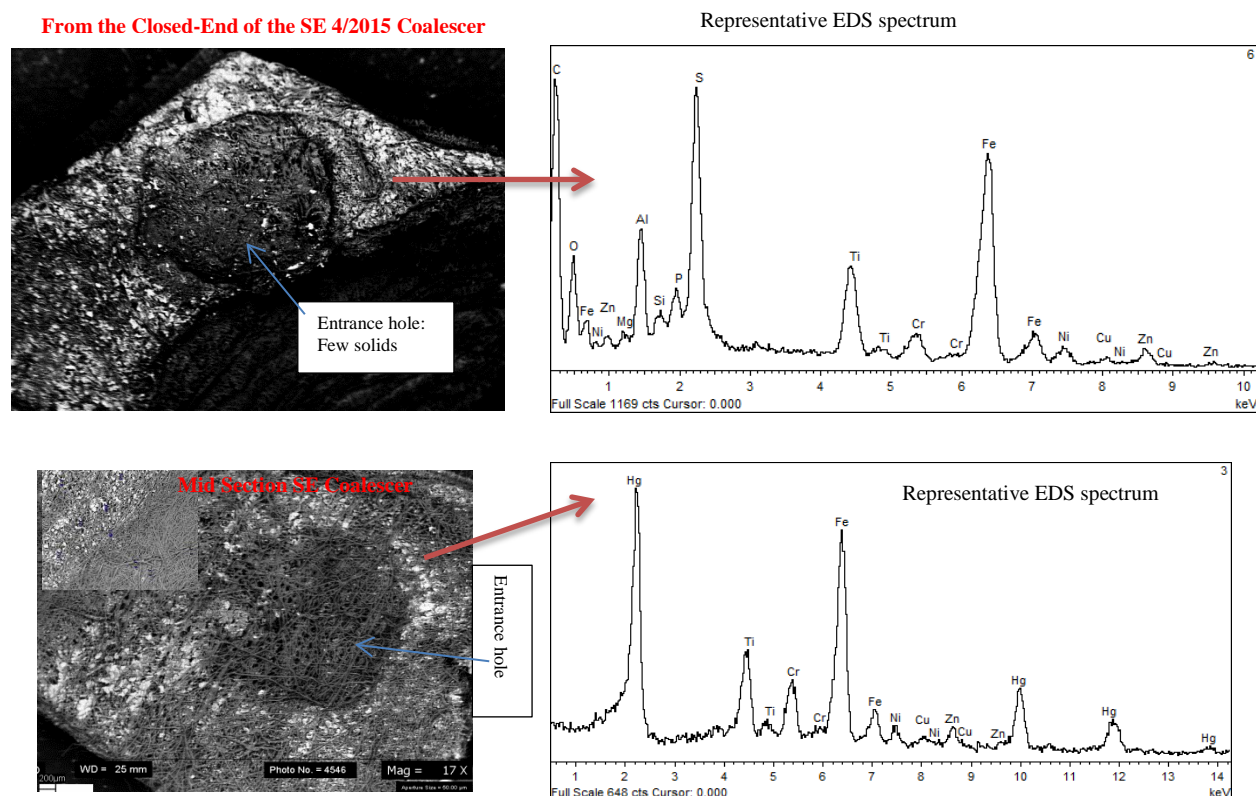 From the Closed-End of the SE 4/2015 Coalescer
Representative EDS spectrum
Entrance hole:
Few solids
6
C
S
Fe
Al
O
Ti
P
Zn
Fe
Si
Ni
Mg
Cr
Ti
Cr
Fe
Ni
Cu
Ni
Zn
Cu
Zn
1 2 3 4 5 6 7 8 9 10
Full Scale 1169 cts Cursor: 0.000
keV
Mid Section SE Coalescer
Entrance hole
200µm
WD = 25 mm
Photo No. = 4546
Mag = 17 X
Aperture Size = 60.00 µm
Representative EDS spectrum
3
Hg
Fe
Ti
Cr
Ti
Cr
Fe
Ni
Cu
Ni
Zn
Cu
Zn
Hg
Hg
Hg
1 2 3 4 5 6 7 8 9 10 11 12 13 14
Full Scale 648 cts Cursor: 0.000
keV